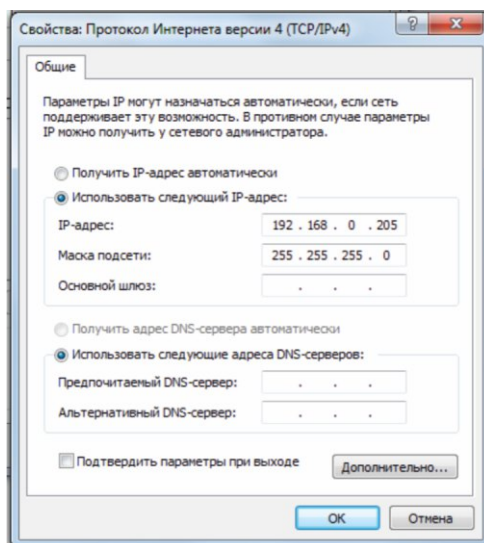 Свойства: Протокол Интернета версии 4 (TCP/IPv4)
Общие
Параметры IP могут назначаться автоматически, если сеть
поддерживает эту возможность. В противном случае параметры
IP можно получить у сетевого администратора.
Получить IP-адрес автоматически
Использовать следующий IP-адрес:
IP-адрес: 192 . 168 . 0 . 205
Маска подсети: 255 . 255 . 255 . 0
Основной шлюз: . . .
Получить адрес DNS-сервера автоматически
Использовать следующие адреса DNS-серверов:
Предпочитаемый DNS-сервер: . . .
Альтернативный DNS-сервер: . . .
Подтвердить параметры при выходе
Дополнительно...
ОК Отмена